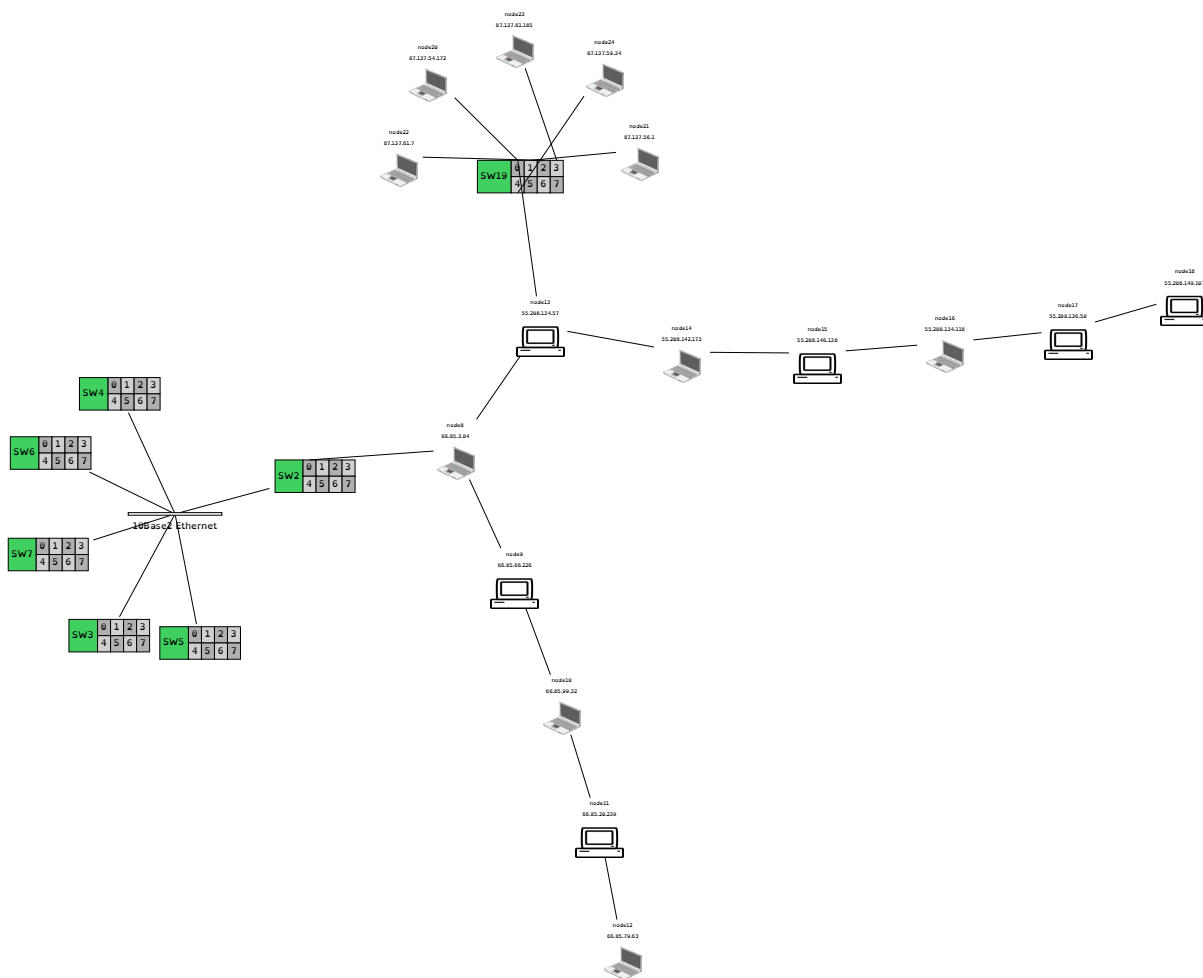 node23
87.137.61.185
node20
87.137.54.172
node24
87.137.59.34
node22
87.137.61.7
node21
87.137.56.1
SW19
0 1 2 3
4 5 6 7
node13
55.208.134.57
node14
55.208.142.173
node15
55.208.146.138
node16
55.208.134.118
node17
55.208.136.50
node18
SW4
0 1 2 3
4 5 6 7
node8
66.85.3.84
SW6
0 1 2 3
4 5 6 7
SW2
0 1 2 3
4 5 6 7
10Base2 Ethernet
SW7
0 1 2 3
4 5 6 7
node9
66.85.66.226
SW3
0 1 2 3
4 5 6 7
SW5
0 1 2 3
4 5 6 7
node10
66.85.99.32
node11
66.85.20.239
node12
66.85.79.63